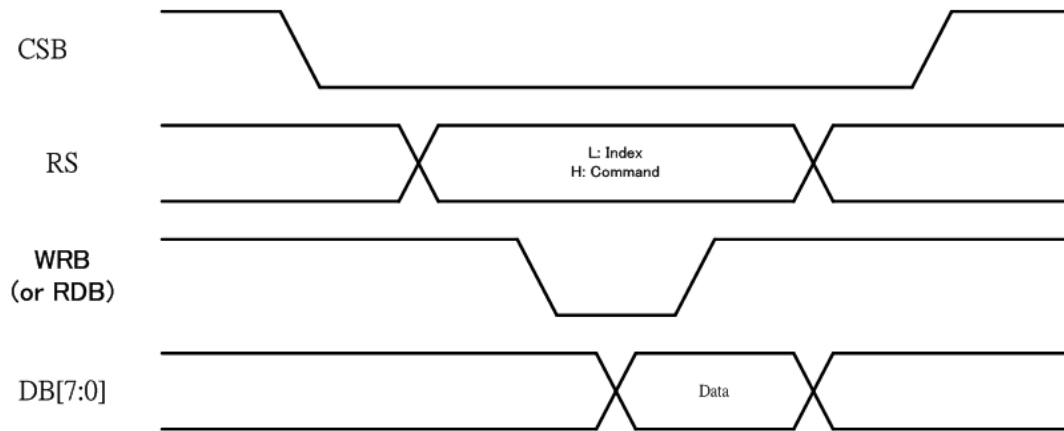 CSB
RS
L: Index
H: Command
WRB
(or RDB)
DB[7:0]
Data